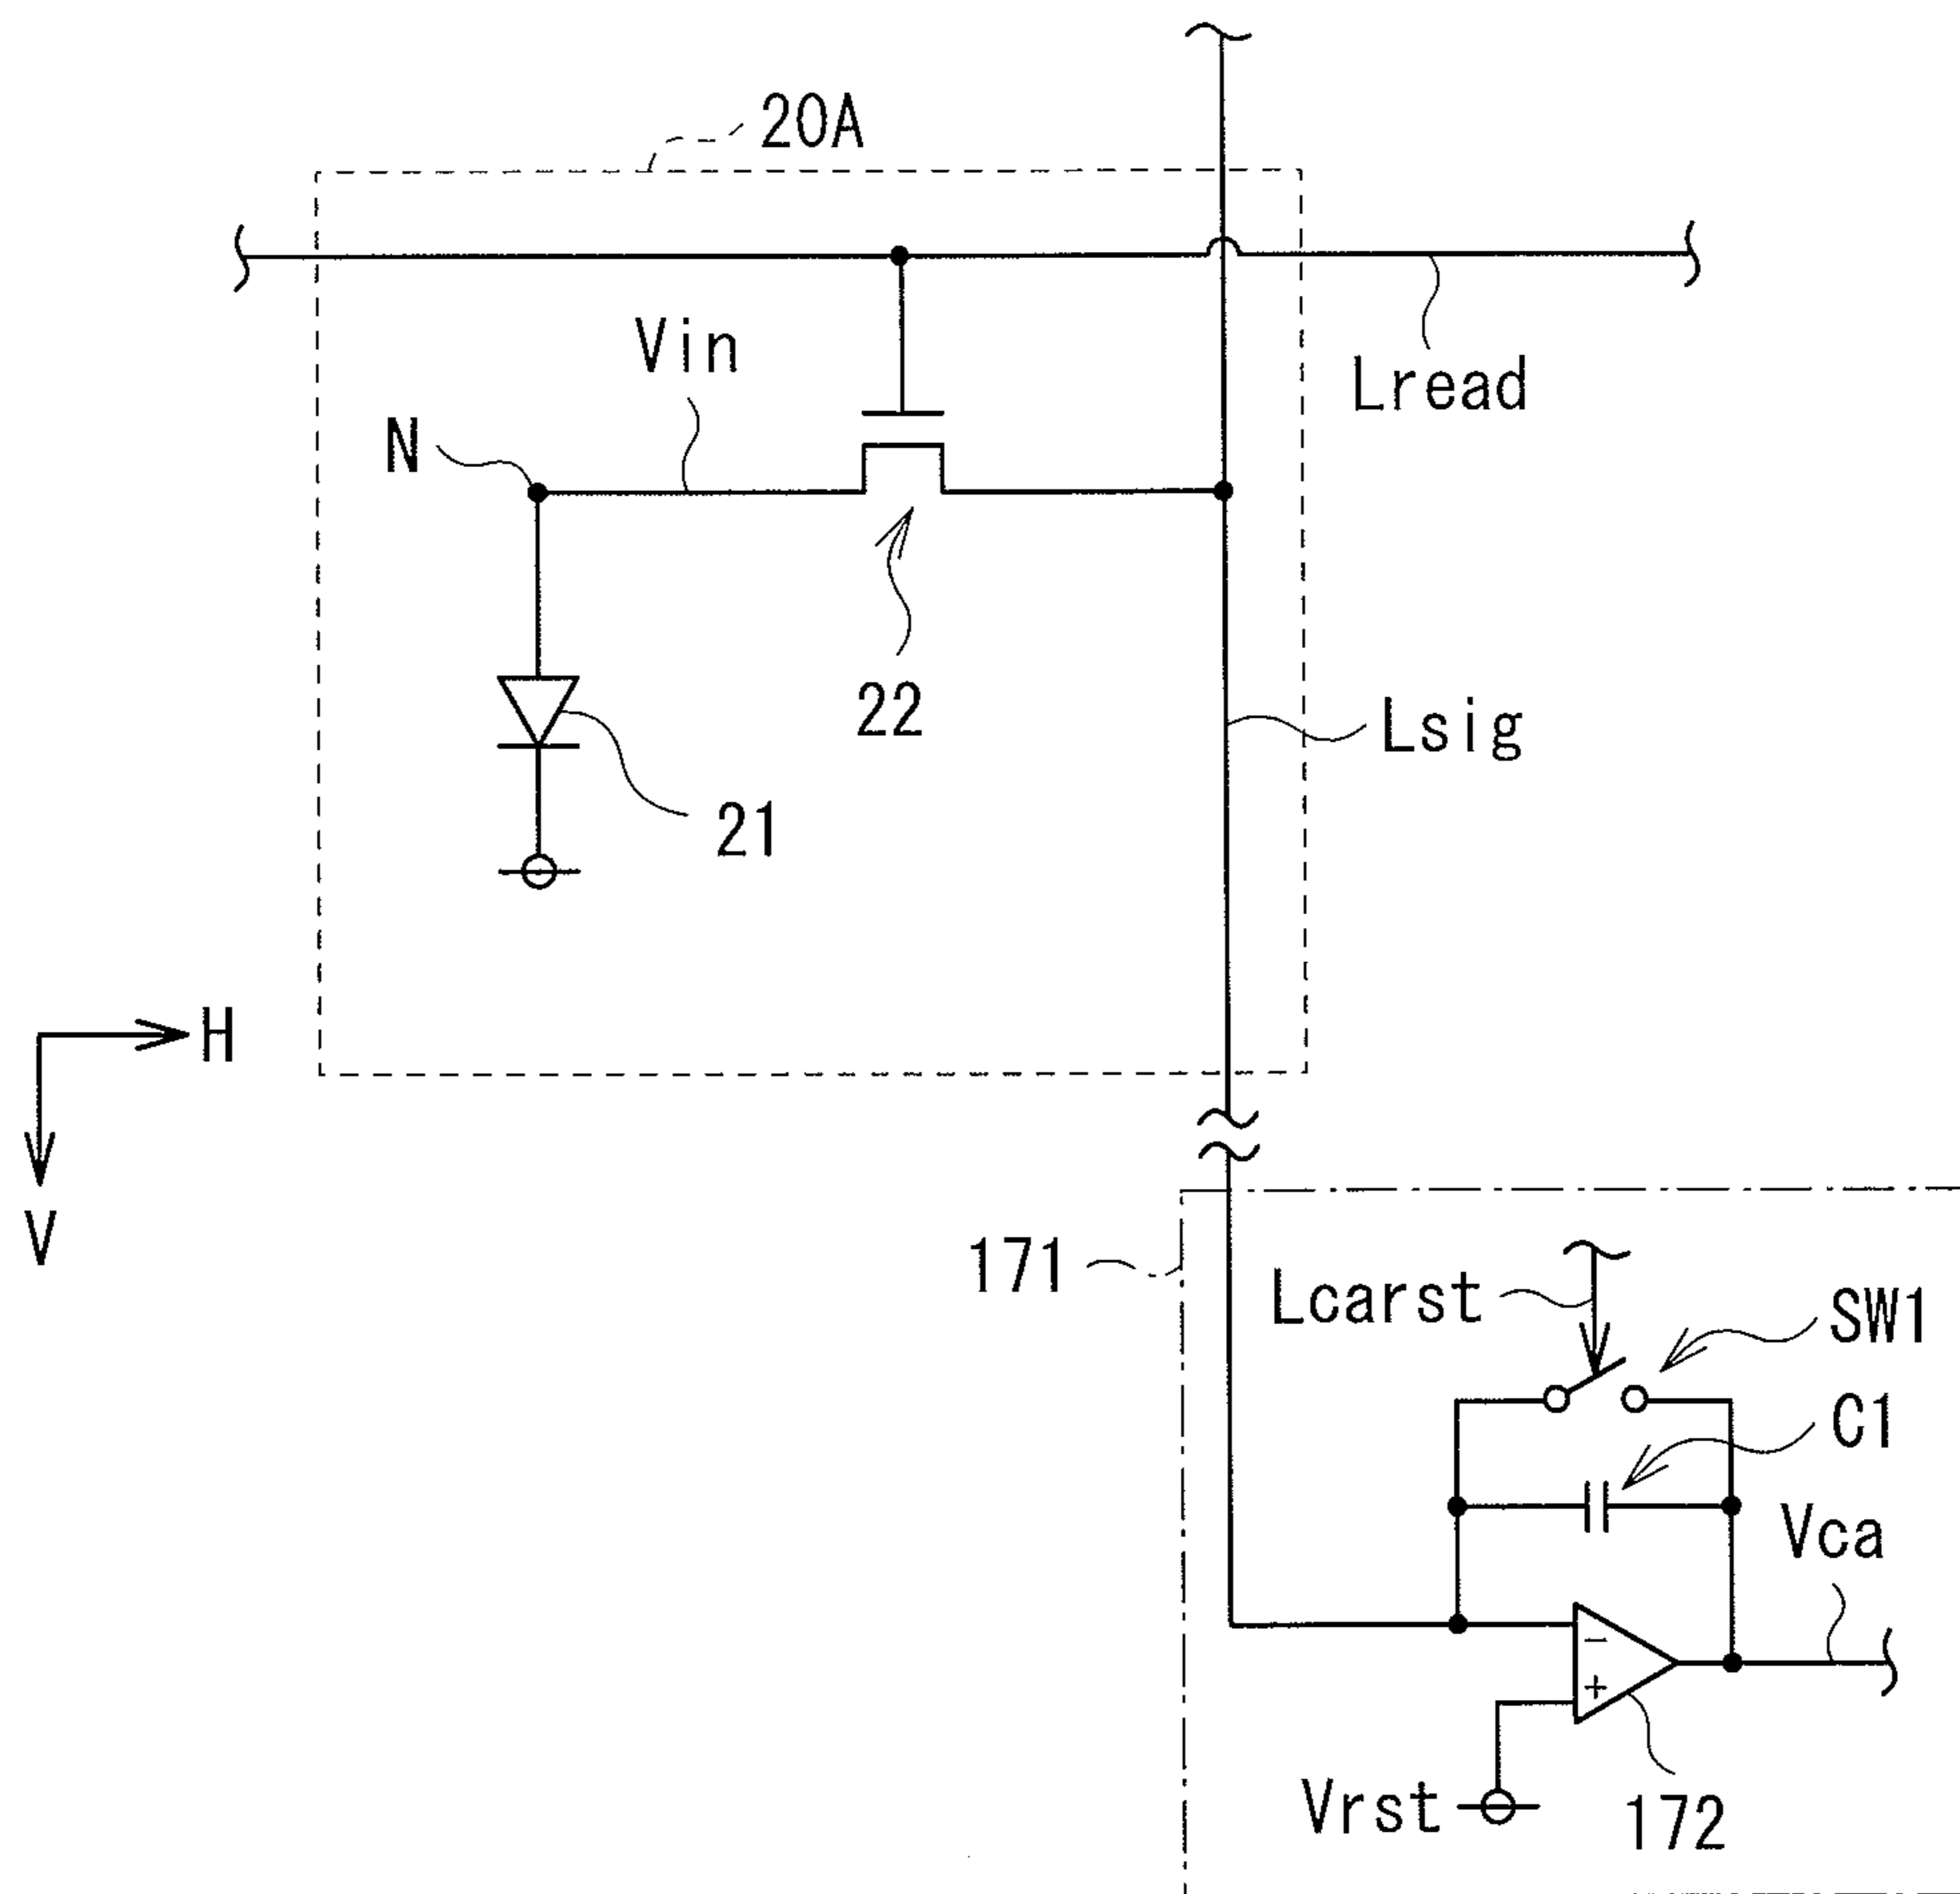 20A
Vin
Lread
N
22
Lsig
21
H
V
171
Lcarst
SW1
C1
Vca
−
+
Vrst
172